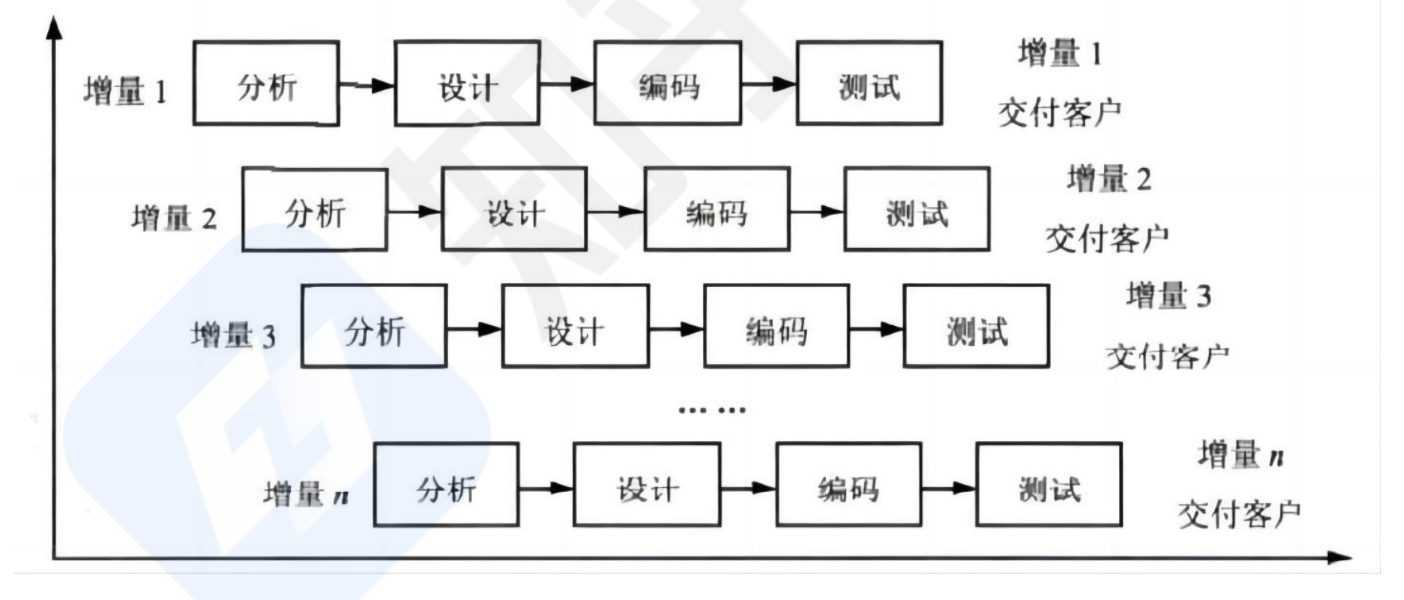 增量 1 分析 设计 编码 测试 增量 1
交付客户
增量 2 分析 设计 编码 测试 增量 2
交付客户
增量 3 分析 设计 编码 测试 增量 3
交付客户
... ...
增量 n 分析 设计 编码 测试 增量 n
交付客户